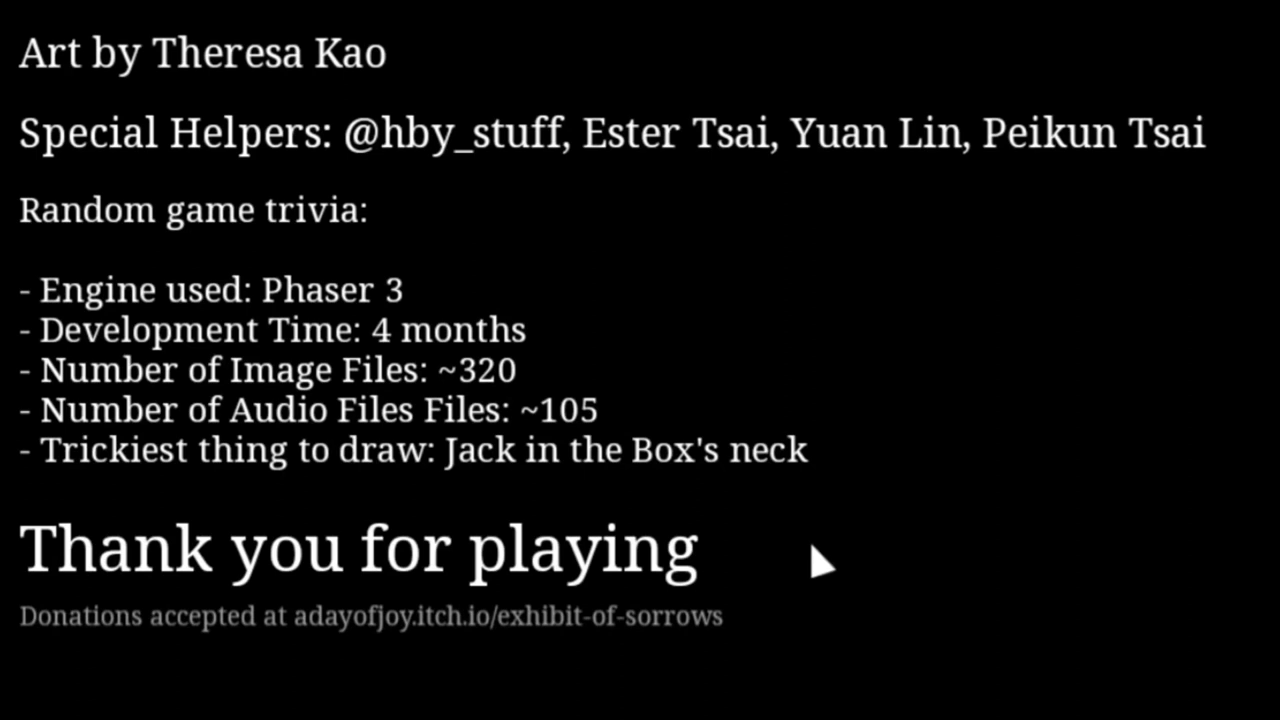 Art by Theresa Kao
Special Helpers: @hby_stuff, Ester Tsai, Yuan Lin, Peikun Tsai
Random game trivia:
- Engine used: Phaser 3
- Development Time: 4 months
- Number of Image Files: ~320
- Number of Audio Files Files: ~105
- Trickiest thing to draw: Jack in the Box's neck
Thank you for playing
Donations accepted at adayofjoy.itch.io/exhibit-of-sorrows